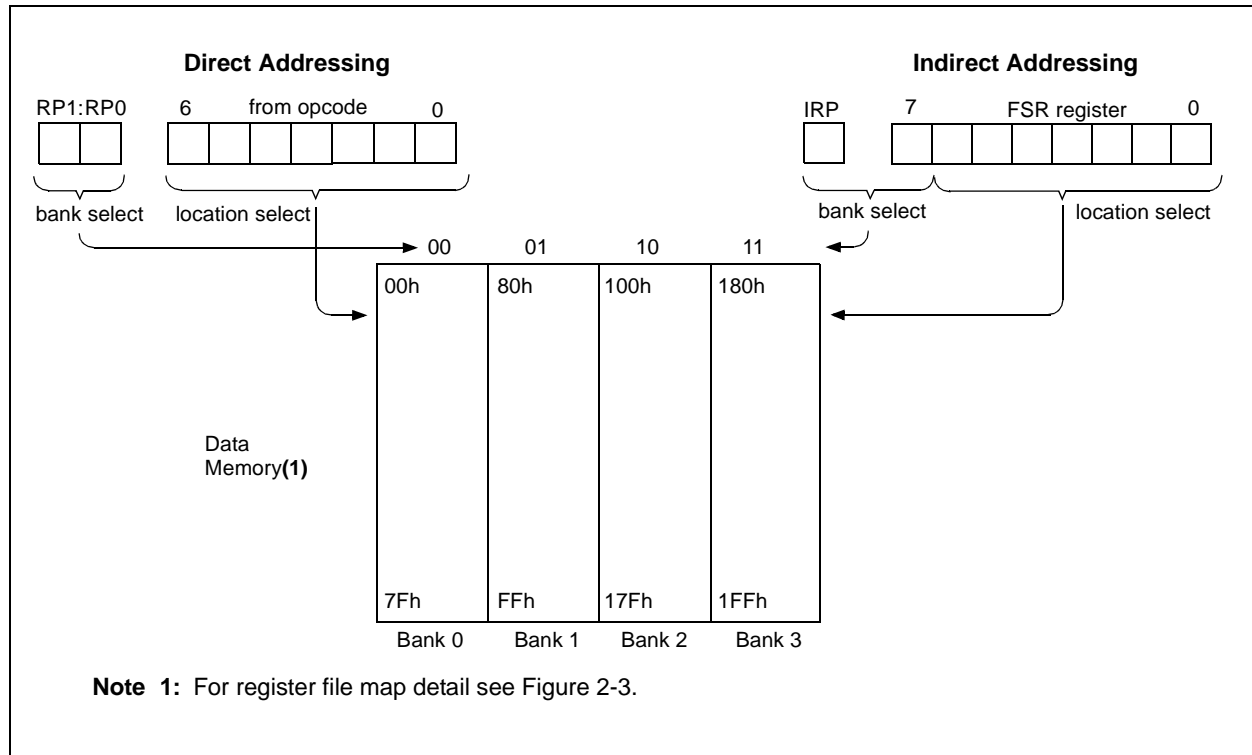 Direct Addressing
Indirect Addressing
RP1:RP0
6
from opcode
0
IRP
7
FSR register
0
bank select
location select
bank select
location select
00
01
10
11
00h
80h
100h
180h
Data
Memory(1)
7Fh
FFh
17Fh
1FFh
Bank 0
Bank 1
Bank 2
Bank 3
Note 1: For register file map detail see Figure 2-3.